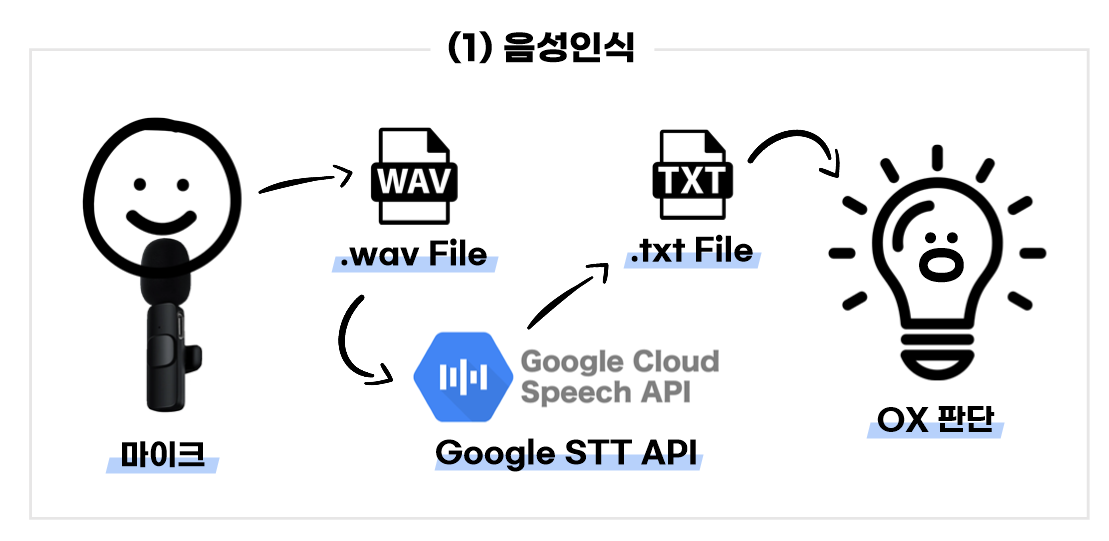 (1) 음성인식
WAV
.wav File
TXT
.txt File
Google Cloud
Speech API
Google STT API
마이크
OX 판단